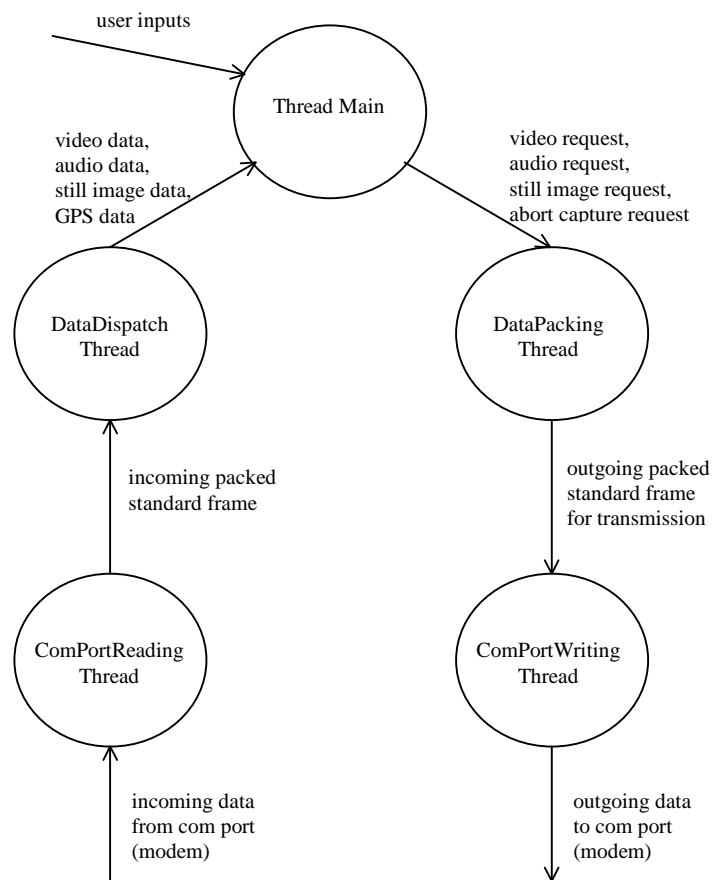 user inputs
Thread Main
video data,
audio data,
still image data,
GPS data
video request,
audio request,
still image request,
abort capture request
DataDispatch
Thread
DataPacking
Thread
incoming packed
standard frame
outgoing packed
standard frame
for transmission
ComPortReading
Thread
ComPortWriting
Thread
incoming data
from com port
(modem)
outgoing data
to com port
(modem)